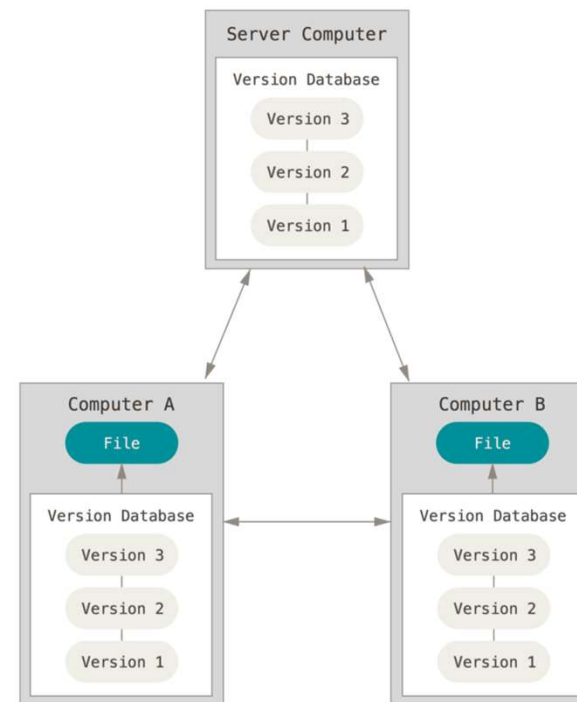 Server Computer
Version Database
Version 3
Version 2
Version 1
Computer A
File
Version Database
Version 3
Version 2
Version 1
Computer B
File
Version Database
Version 3
Version 2
Version 1